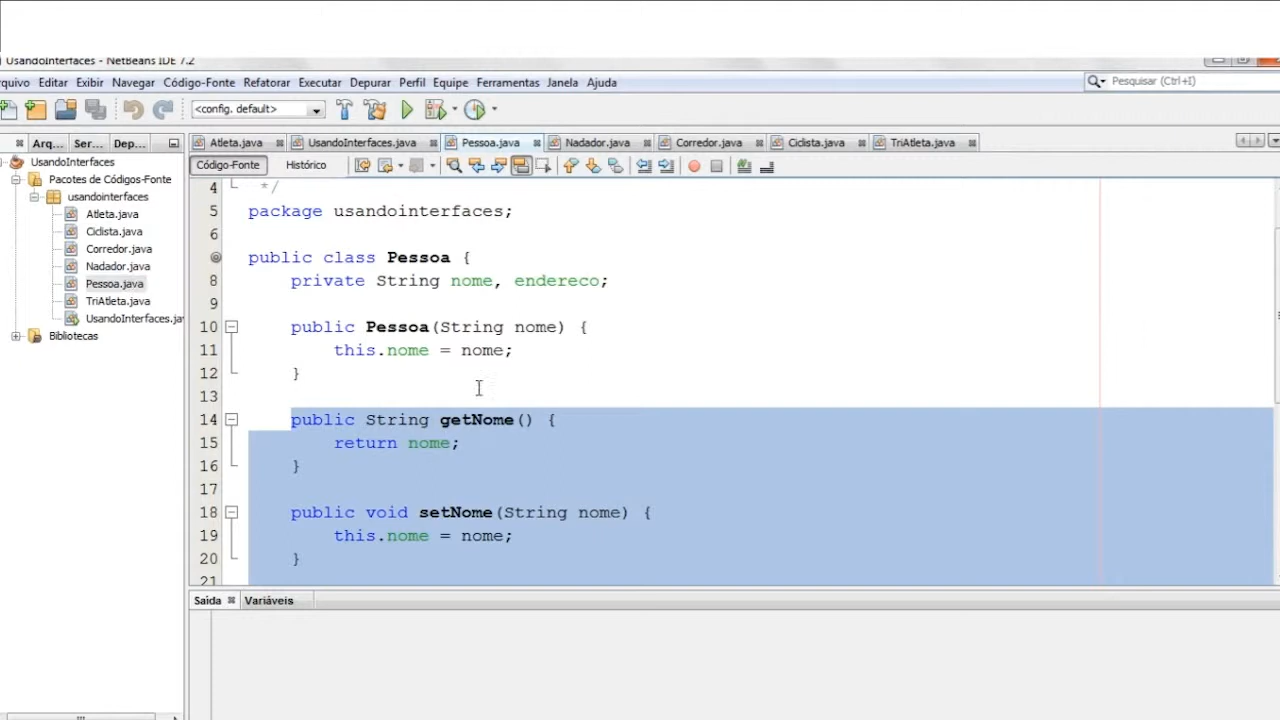 UsandoInterfaces - NetBeans IDE 7.2
rquivo Editar Exibir Navegar Código-Fonte Refatorar Executar Depurar Perfil Equipe Ferramentas Janela Ajuda
Pesquisar (Ctrl+I)
<config. default>
Arq... Ser... Dep...
Atleta.java UsandoInterfaces.java Pessoa.java Nadador.java Corredor.java Ciclista.java TriAtleta.java
Código-Fonte Histórico
UsandoInterfaces
Pacotes de Códigos-Fonte
usandointerfaces
Atleta.java
Ciclista.java
Corredor.java
Nadador.java
Pessoa.java
TriAtleta.java
UsandoInterfaces.jav
Bibliotecas
4 */
5 package usandointerfaces;
6
public class Pessoa {
8 private String nome, endereco;
9
10 public Pessoa(String nome) {
11 this.nome = nome;
12 }
13
14 public String getNome() {
15 return nome;
16 }
17
18 public void setNome(String nome) {
19 this.nome = nome;
20 }
21
Saída Variáveis